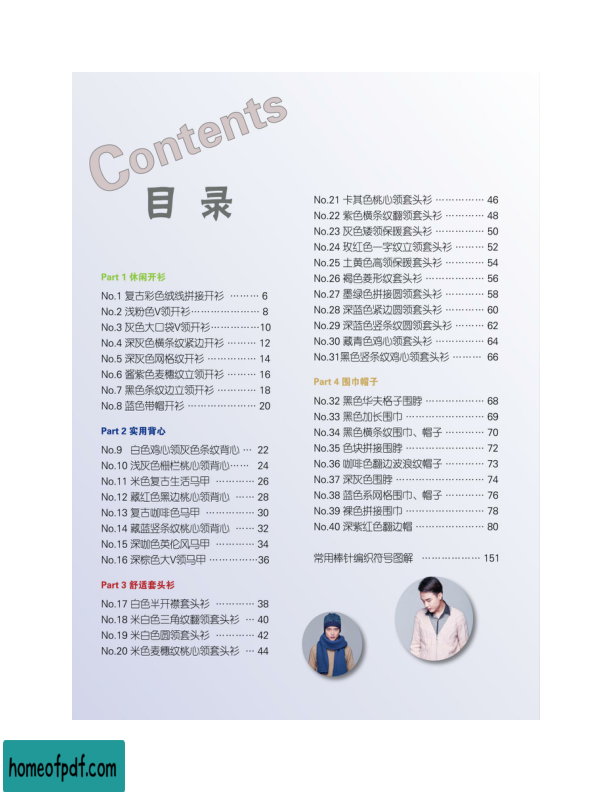 Contents
目 录
Part 1 休闲开衫
No.1 复古彩色绒线拼接开衫 ……… 6
No.2 浅粉色V领开衫………………… 8
No.3 灰色大口袋V领开衫……………10
No.4 深灰色横条纹紧边开衫 ……… 12
No.5 深灰色网格纹开衫 …………… 14
No.6 酱紫色麦穗纹立领开衫 ……… 16
No.7 黑色条纹边立领开衫 ………… 18
No.8 蓝色带帽开衫 ………………… 20
Part 2 实用背心
No.9 白色鸡心领灰色条纹背心 … 22
No.10 浅灰色栅栏桃心领背心…… 24
No.11 米色复古生活马甲 ………… 26
No.12 藏红色黑边桃心领背心 …… 28
No.13 复古咖啡色马甲 …………… 30
No.14 藏蓝竖条纹桃心领背心 …… 32
No.15 深咖色英伦风马甲 ………… 34
No.16 深棕色大V领马甲 ……………36
Part 3 舒适套头衫
No.17 白色半开襟套头衫 ………… 38
No.18 米白色三角纹翻领套头衫 … 40
No.19 米白色圆领套头衫 ………… 42
No.20 米色麦穗纹桃心领套头衫 … 44
No.21 卡其色桃心领套头衫 …………… 46
No.22 紫色横条纹翻领套头衫 ………… 48
No.23 灰色矮领保暖套头衫 …………… 50
No.24 玫红色一字纹立领套头衫 ……… 52
No.25 土黄色高领保暖套头衫 ………… 54
No.26 褐色菱形纹套头衫 ……………… 56
No.27 墨绿色拼接圆领套头衫 ………… 58
No.28 深蓝色紧边圆领套头衫 ………… 60
No.29 深蓝色竖条纹圆领套头衫 ……… 62
No.30 藏青色鸡心领套头衫 …………… 64
No.31黑色竖条纹鸡心领套头衫 ……… 66
Part 4 围巾帽子
No.32 黑色华夫格子围脖 ……………… 68
No.33 黑色加长围巾 …………………… 69
No.34 黑色横条纹围巾、帽子 ………… 70
No.35 色块拼接围脖 …………………… 72
No.36 咖啡色翻边波浪纹帽子 ………… 73
No.37 深灰色围脖 ……………………… 74
No.38 蓝色系网格围巾、帽子 ………… 76
No.39 裸色拼接围巾 …………………… 78
No.40 深紫红色翻边帽 ………………… 80
常用棒针编织符号图解 ……………… 151
homeofpdf.com